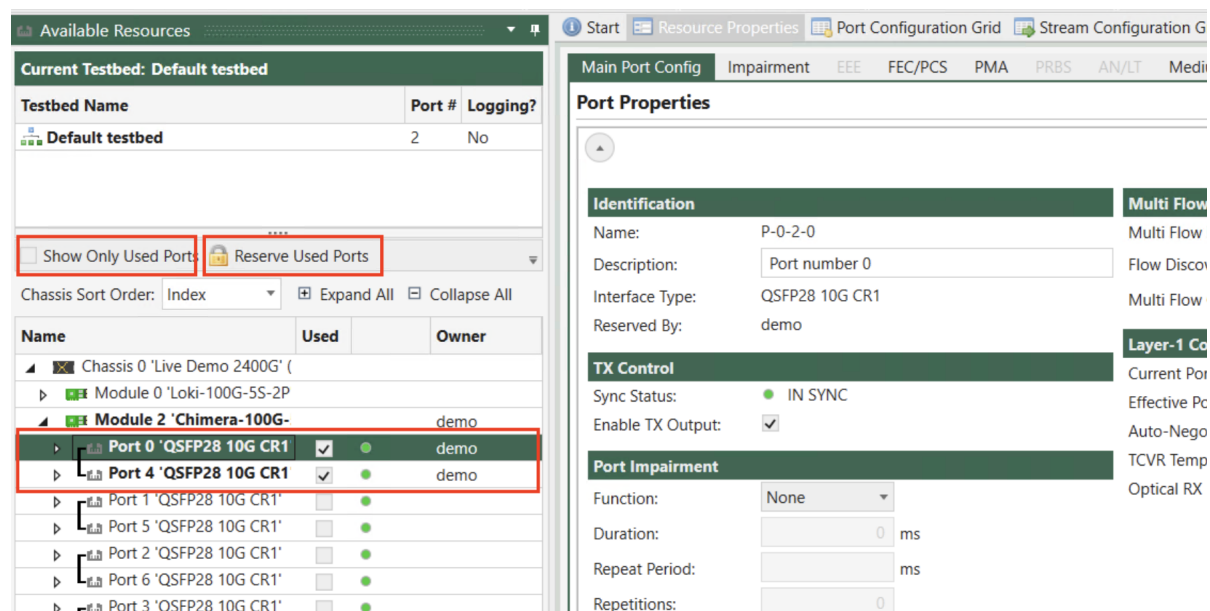 Available Resources
Current Testbed: Default testbed
Testbed Name Port # Logging?
Default testbed 2 No
Show Only Used Ports Reserve Used Ports
Chassis Sort Order: Index Expand All Collapse All
Name Used Owner
Chassis 0 'Live Demo 2400G' (
Module 0 'Loki-100G-5S-2P
Module 2 'Chimera-100G- demo
Port 0 'QSFP28 10G CR1 demo
Port 4 'QSFP28 10G CR1 demo
Port 1 'QSFP28 10G CR1'
Port 5 'QSFP28 10G CR1'
Port 2 'QSFP28 10G CR1'
Port 6 'QSFP28 10G CR1'
Port 3 'QSFP28 10G CR1'
Start Resource Properties Port Configuration Grid Stream Configuration G
Main Port Config Impairment EEE FEC/PCS PMA PRBS AN/LT Mediu
Port Properties
Identification
Name: P-0-2-0
Description: Port number 0
Interface Type: QSFP28 10G CR1
Reserved By: demo
TX Control
Sync Status: IN SYNC
Enable TX Output:
Port Impairment
Function: None
Duration: 0 ms
Repeat Period: ms
Repetitions: 0
Multi Flow
Multi Flow
Flow Discov
Multi Flow
Layer-1 Co
Current Por
Effective Po
Auto-Nego
TCVR Temp
Optical RX